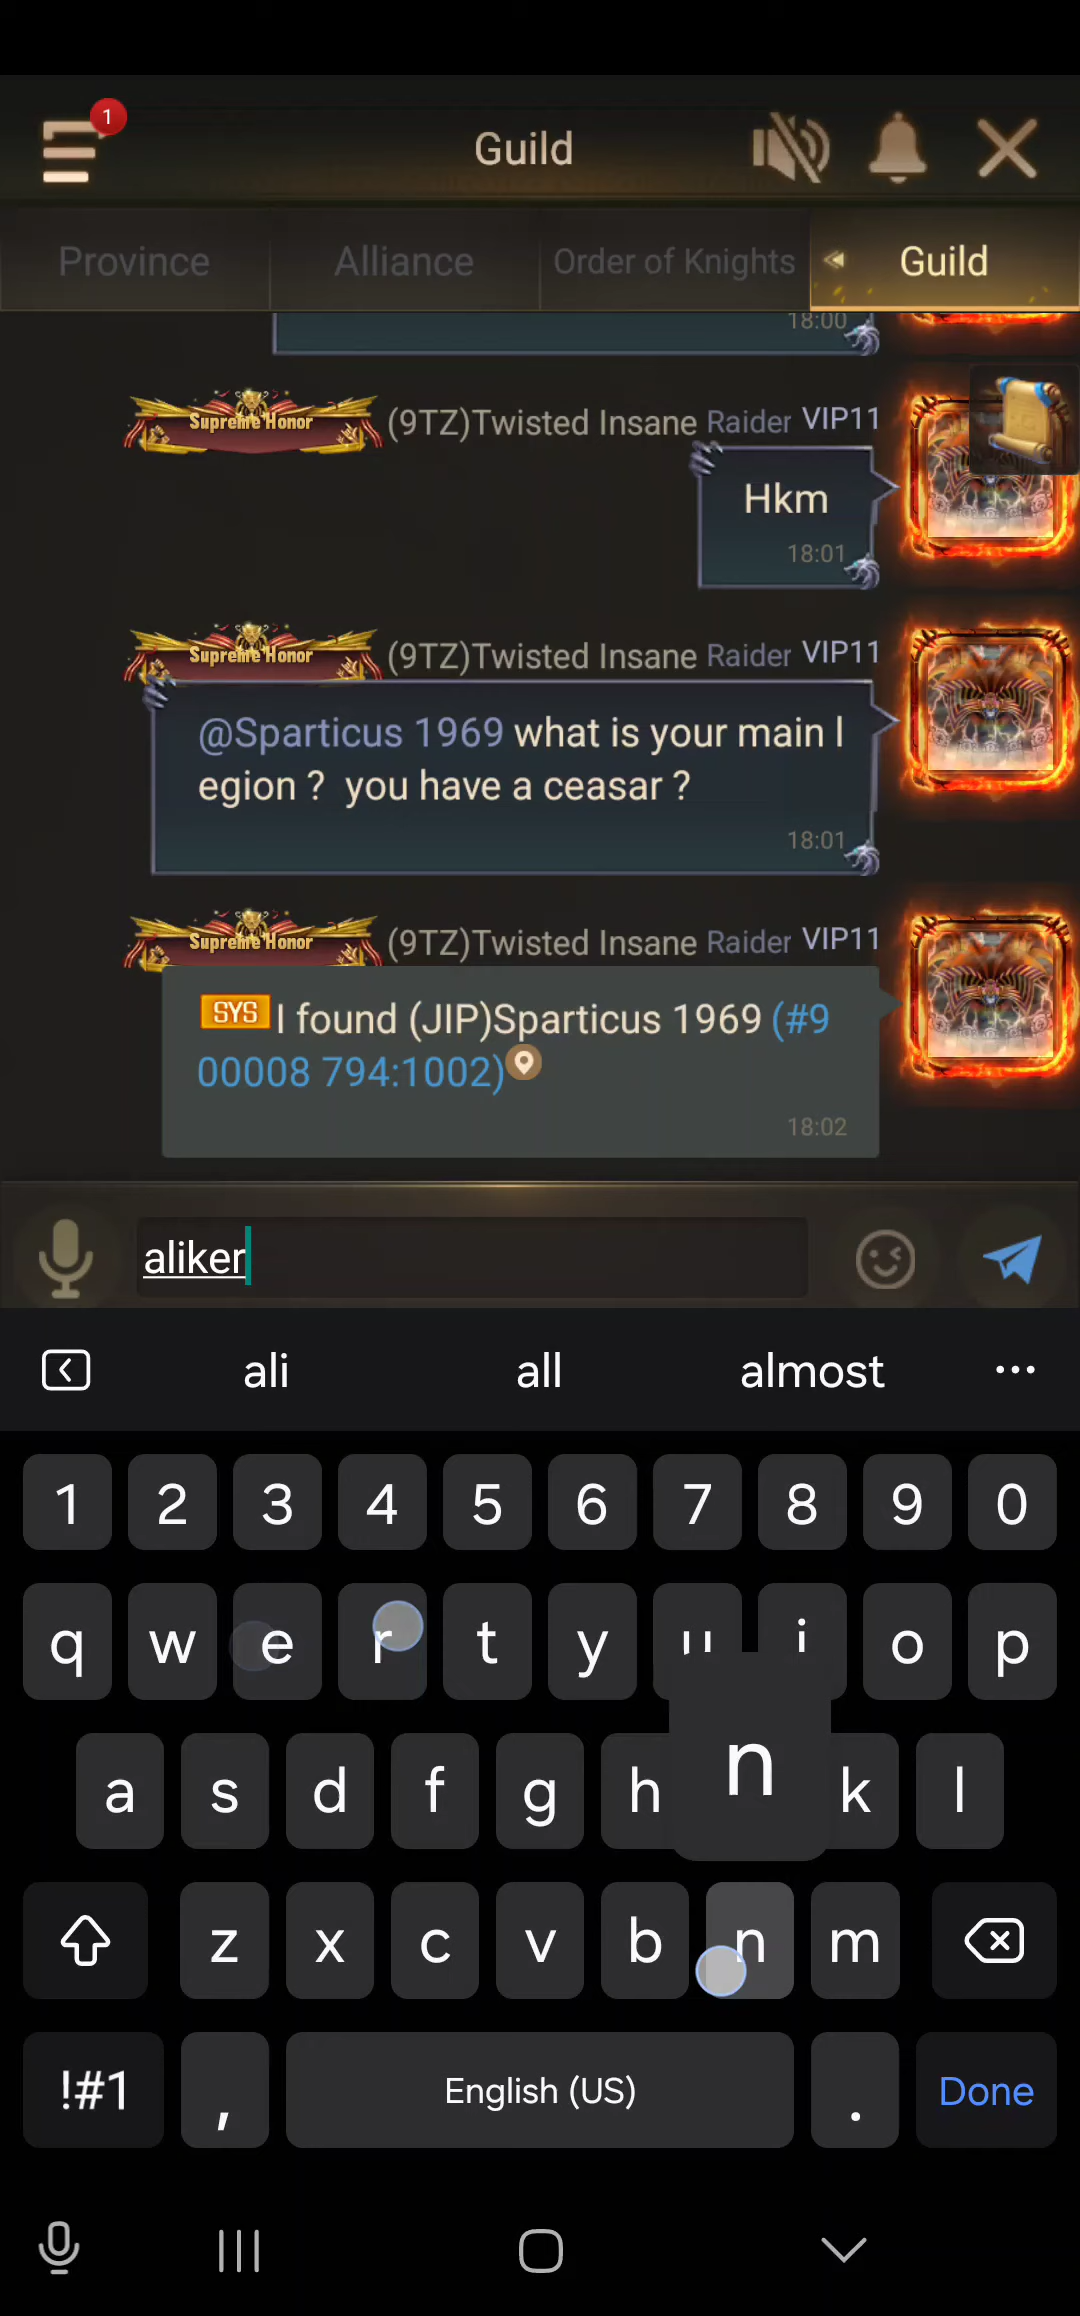 1
Guild
Province
Alliance
Order of Knights
Guild
18:00
Supreme Honor
(9TZ)Twisted Insane Raider VIP11
Hkm
18:01
Supreme Honor
(9TZ)Twisted Insane Raider VIP11
@Sparticus 1969 what is your main l
egion ? you have a ceasar ?
18:01
Supreme Honor
(9TZ)Twisted Insane Raider VIP11
SYS I found (JIP)Sparticus 1969 (#9
00008 794:1002)
18:02
aliker
ali all almost ...
1 2 3 4 5 6 7 8 9 0
q w e r t y u i o p
a s d f g h n k l
z x c v b n m
!#1 , English (US) . Done